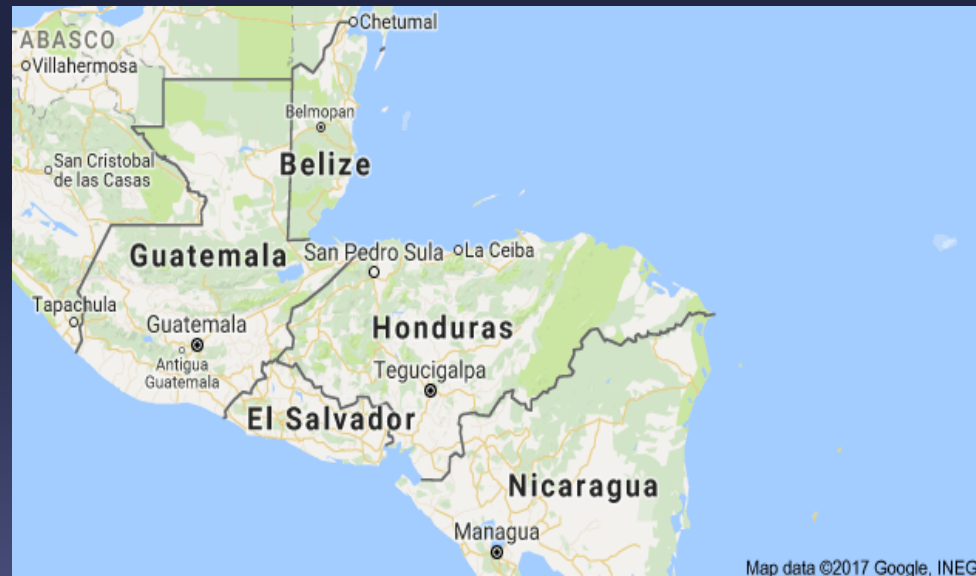 Chetumal
TABASCO
Villahermosa
Belmopan
San Cristobal
de las Casas
Belize
Guatemala
San Pedro Sula
La Ceiba
Tapachula
Guatemala
Honduras
Antigua
Guatemala
Tegucigalpa
El Salvador
Nicaragua
Managua
Map data ©2017 Google, INEG